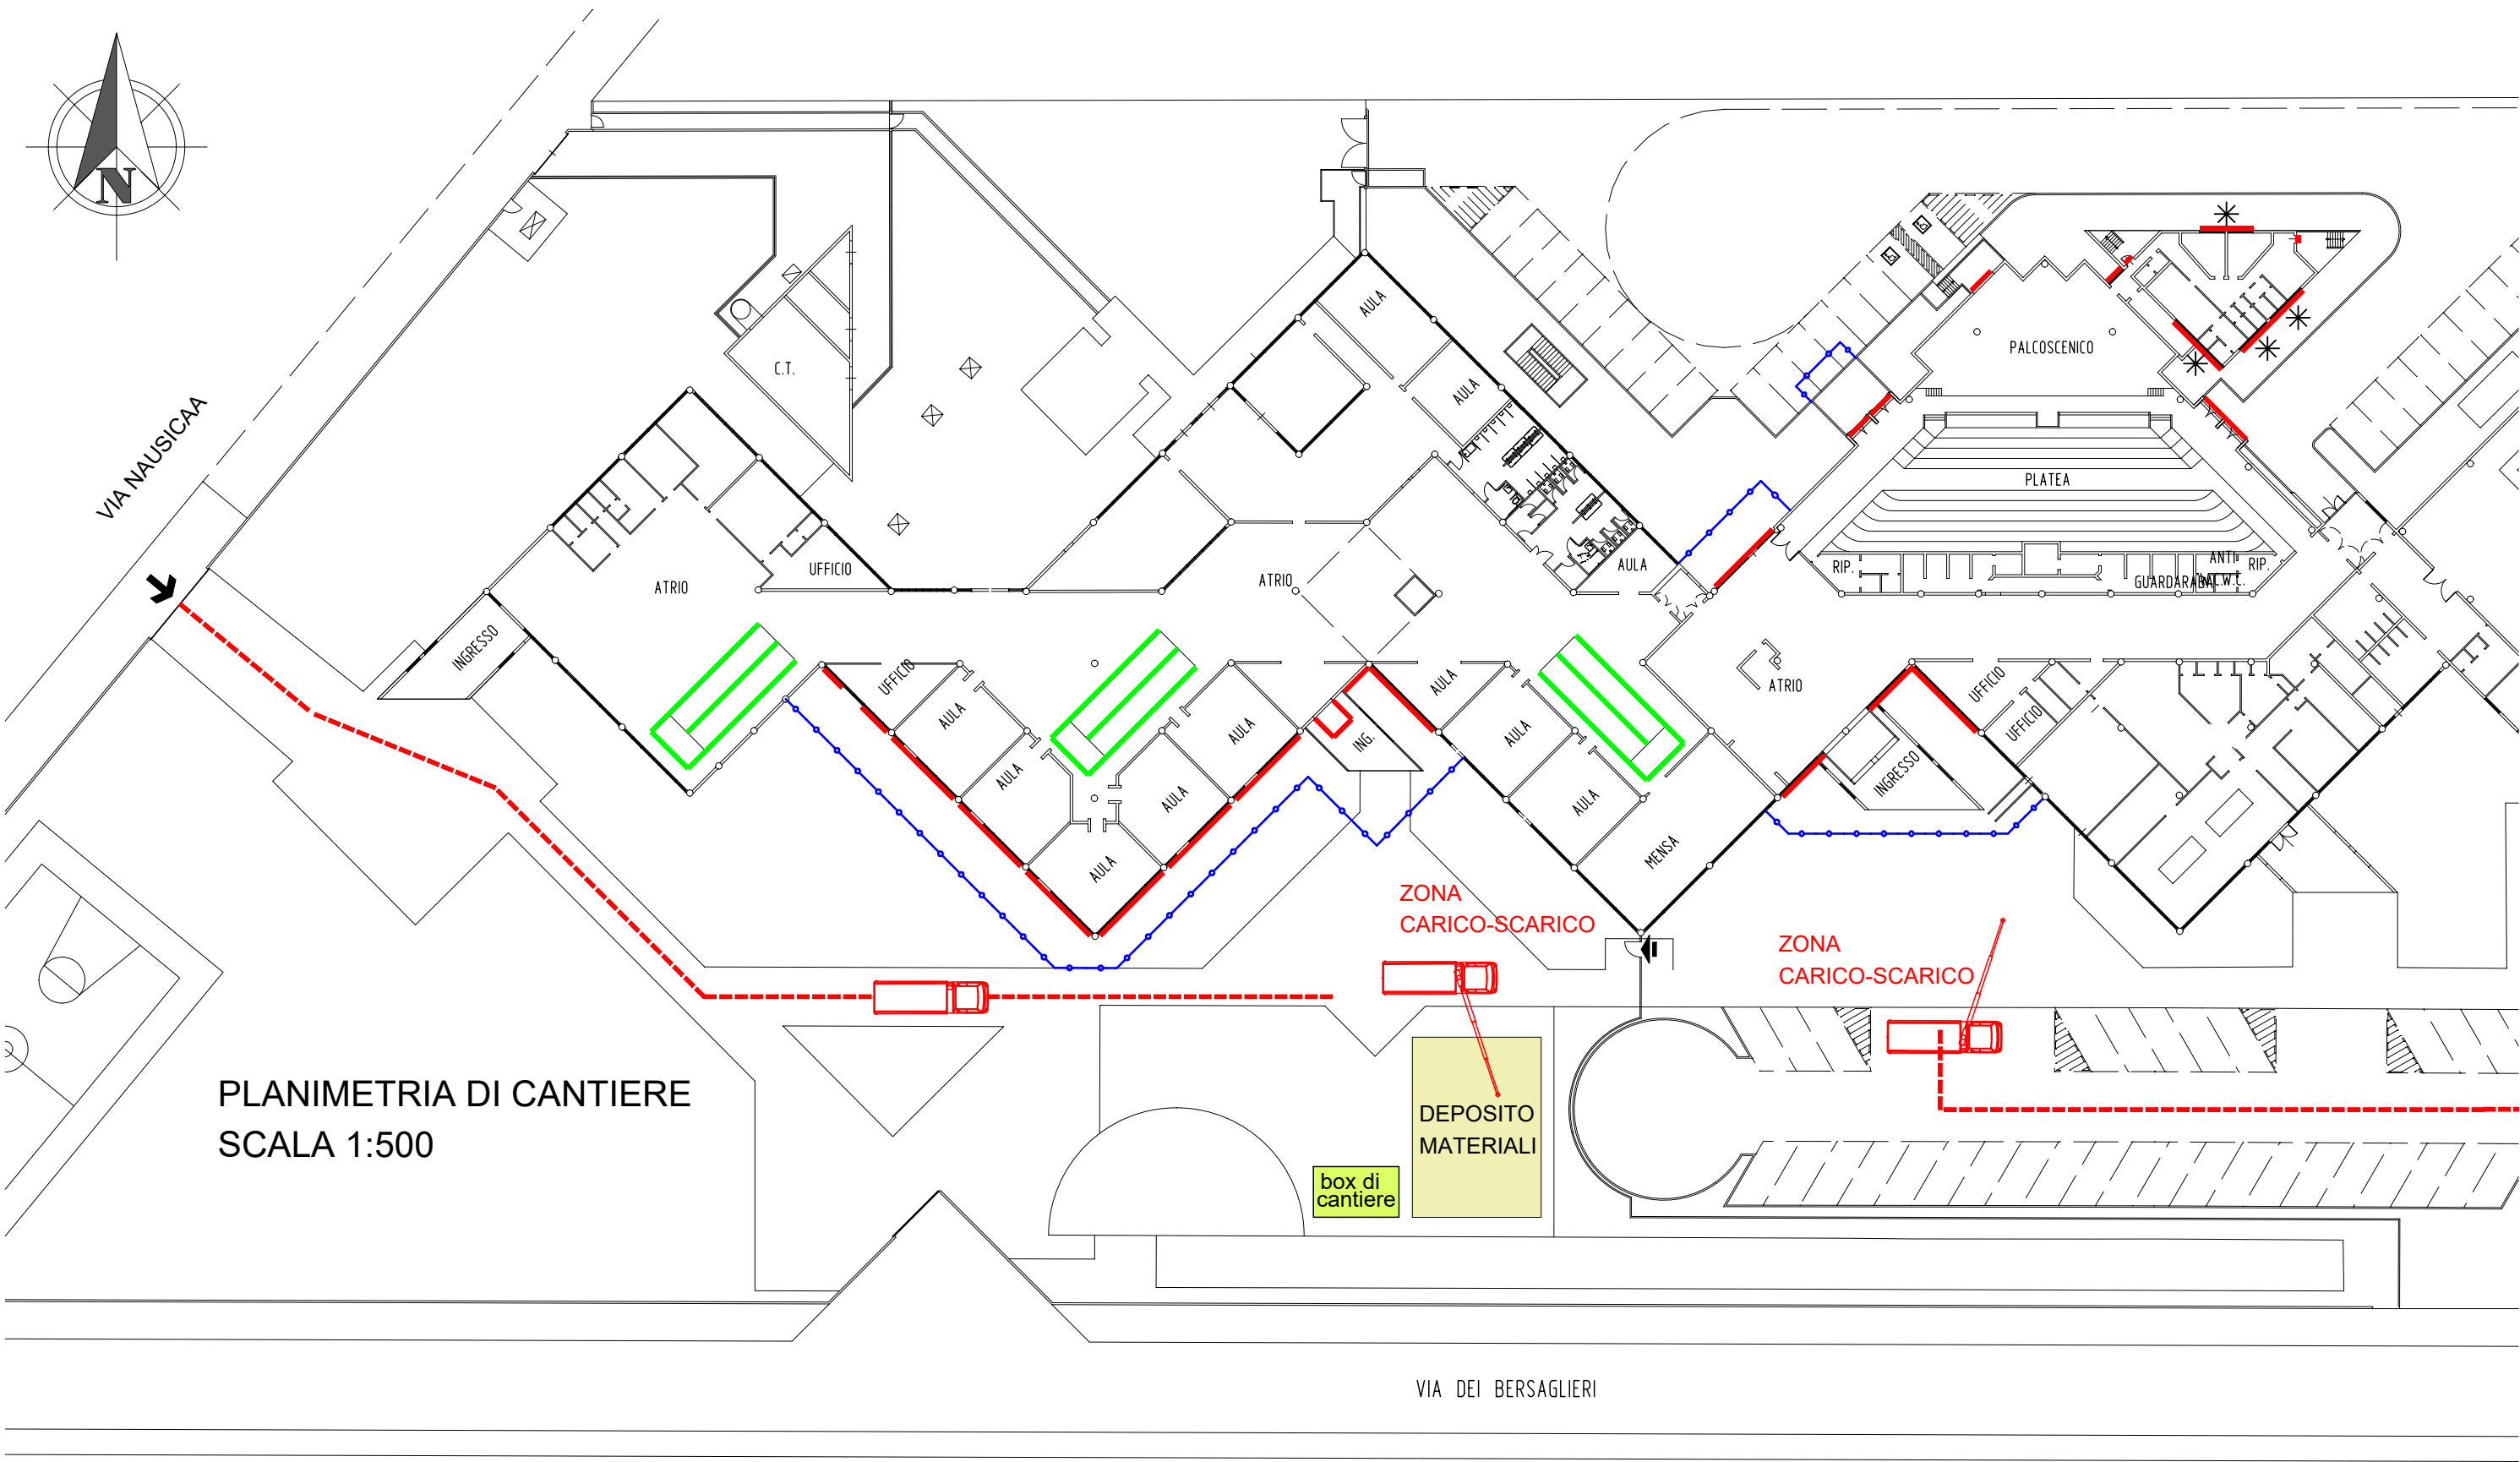 N
VIA NAUSICAA
C.T.
AULA
AULA
PALCOSCENICO
PLATEA
UFFICIO
ATRIO
ATRIO
AULA
RIP.
ANTI
RIP.
GUARDAROBA
W.C.
INGRESSO
UFFICIO
AULA
AULA
AULA
AULA
AULA
ING.
AULA
AULA
AULA
MENSA
ATRIO
UFFICIO
UFFICIO
INGRESSO
ZONA
CARICO-SCARICO
ZONA
CARICO-SCARICO
PLANIMETRIA DI CANTIERE
SCALA 1:500
DEPOSITO
MATERIALI
box di
cantiere
VIA DEI BERSAGLIERI